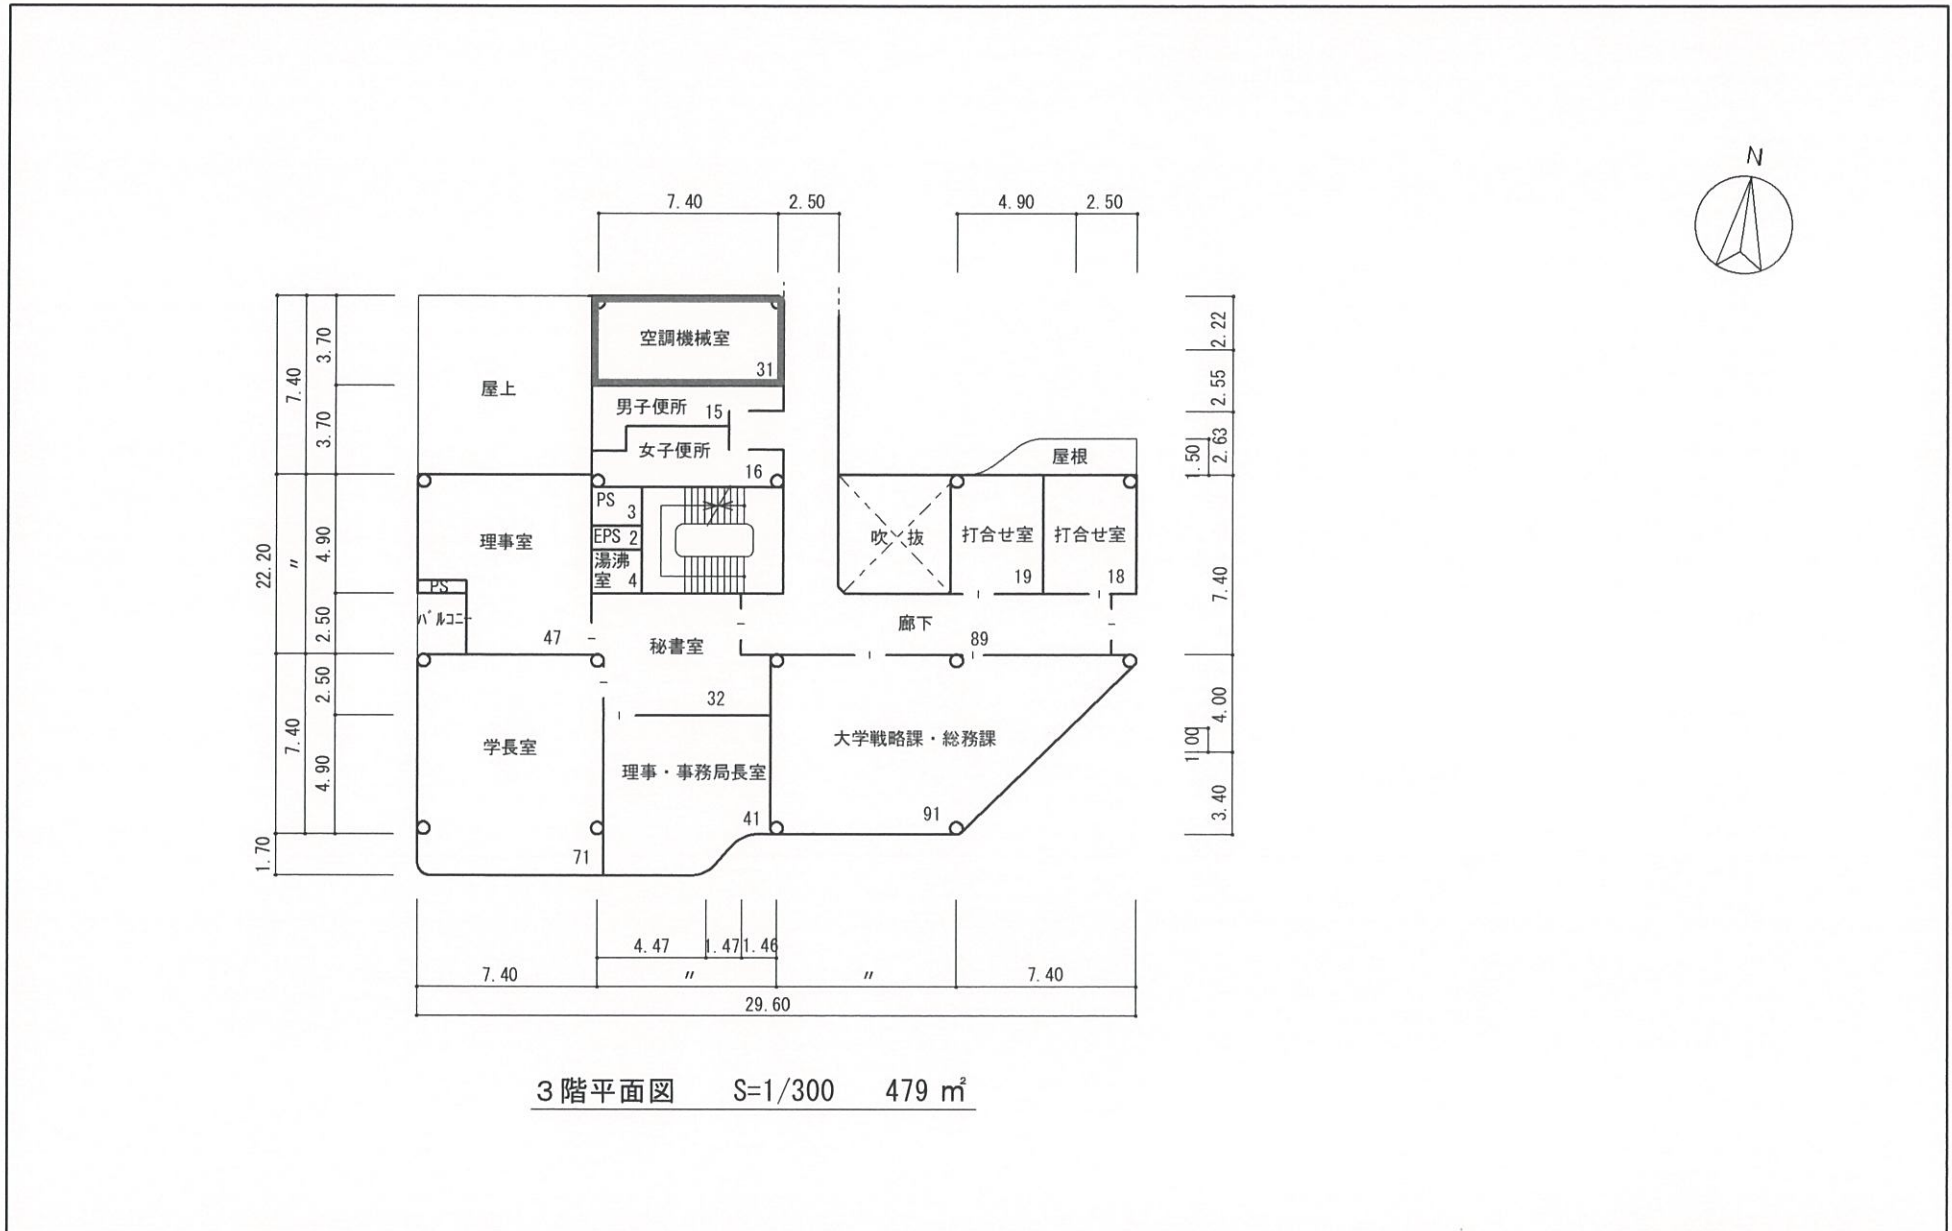 N
7.40
2.50
4.90
2.50
空調機械室
31
屋上
男子便所
15
女子便所
16
屋根
PS
3
EPS
2
湯沸
室
4
理事室
PS
バルコニー
47
吹 抜
打合せ室
19
打合せ室
18
廊下
89
秘書室
32
学長室
71
理事・事務局長室
41
大学戦略課・総務課
91
22.20
7.40
〃
7.40
1.70
3.70
3.70
4.90
2.50
2.50
4.90
2.22
2.55
2.63
1.50
7.40
4.00
1.00
3.40
4.47
1.47
1.46
7.40
〃
〃
7.40
29.60
3階平面図 S=1/300 479 ㎡